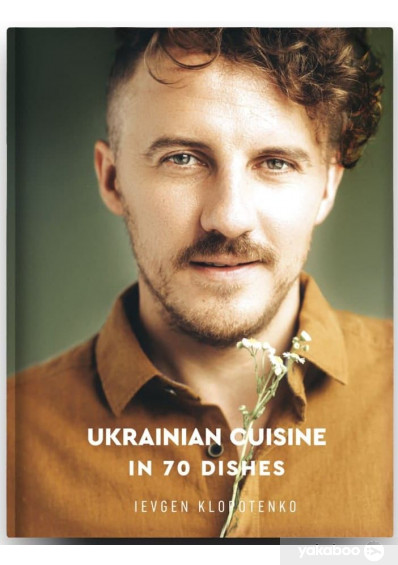 UKRAINIAN CUISINE
IN 70 DISHES
IEVGEN KLOPOTENKO
yakaboo